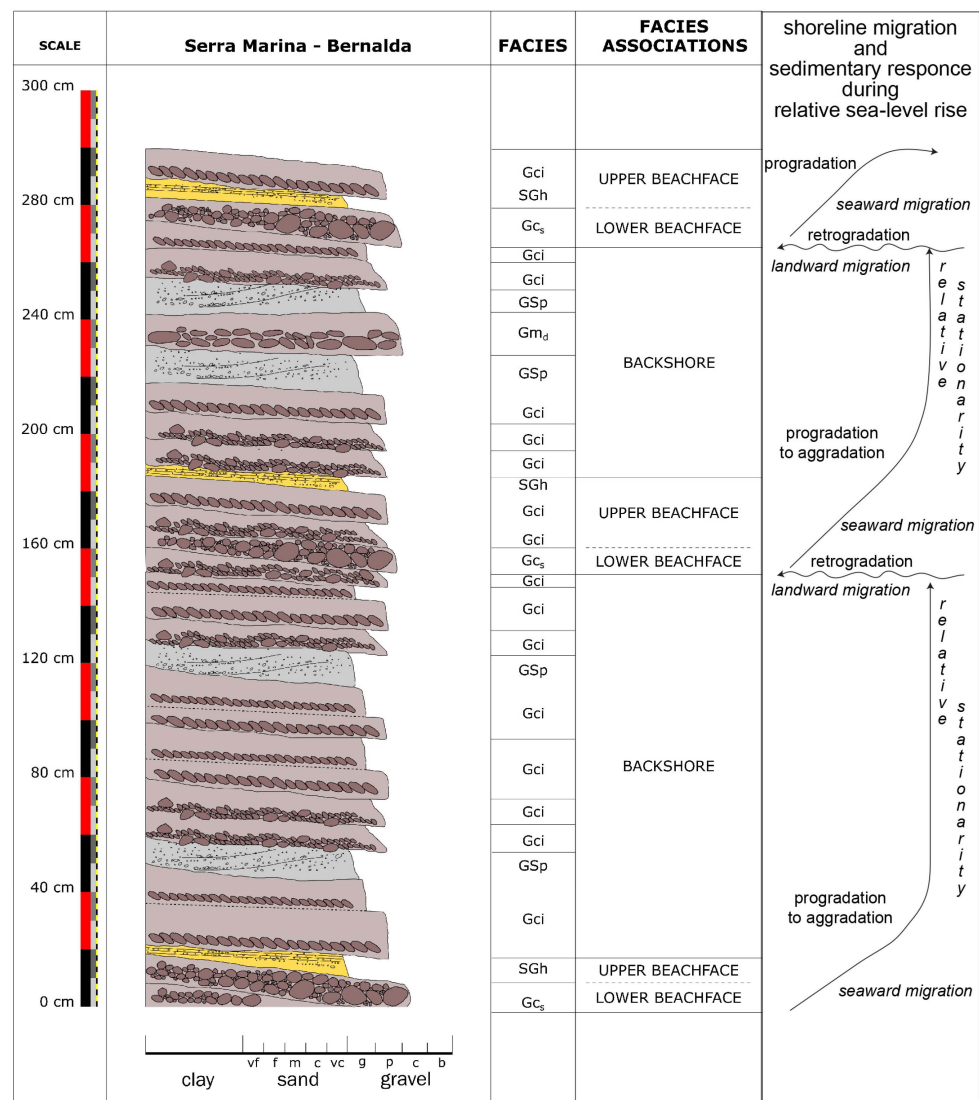 SCALE
Serra Marina - Bernalda
FACIES
FACIES
ASSOCIATIONS
shoreline migration
and
sedimentary responce
during
relative sea-level rise
300 cm
280 cm
240 cm
200 cm
160 cm
120 cm
80 cm
40 cm
0 cm
Gci
SGh
Gcs
Gci
Gci
GSp
Gmd
GSp
Gci
Gci
Gci
SGh
Gci
Gci
Gcs
Gci
Gci
Gci
GSp
Gci
Gci
Gci
Gci
GSp
Gci
SGh
Gcs
UPPER BEACHFACE
LOWER BEACHFACE
BACKSHORE
UPPER BEACHFACE
LOWER BEACHFACE
BACKSHORE
UPPER BEACHFACE
LOWER BEACHFACE
progradation
seaward migration
retrogradation
landward migration
relative
stationarity
progradation
to aggradation
seaward migration
retrogradation
landward migration
relative
stationarity
progradation
to aggradation
seaward migration
vf f m c vc g p c b
clay sand gravel